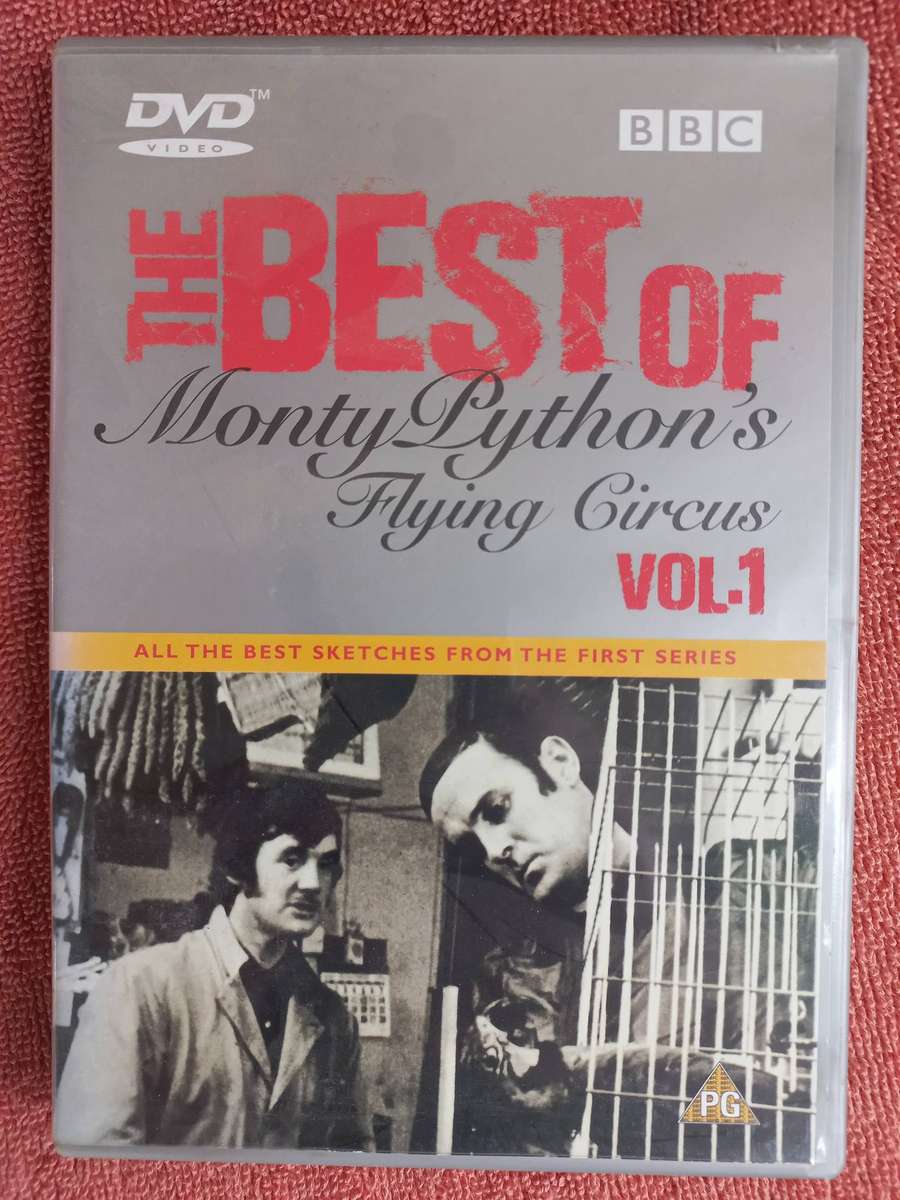 DVD™
VIDEO
BBC
THE BEST OF
Monty Python's
Flying Circus
VOL.1
ALL THE BEST SKETCHES FROM THE FIRST SERIES
PG